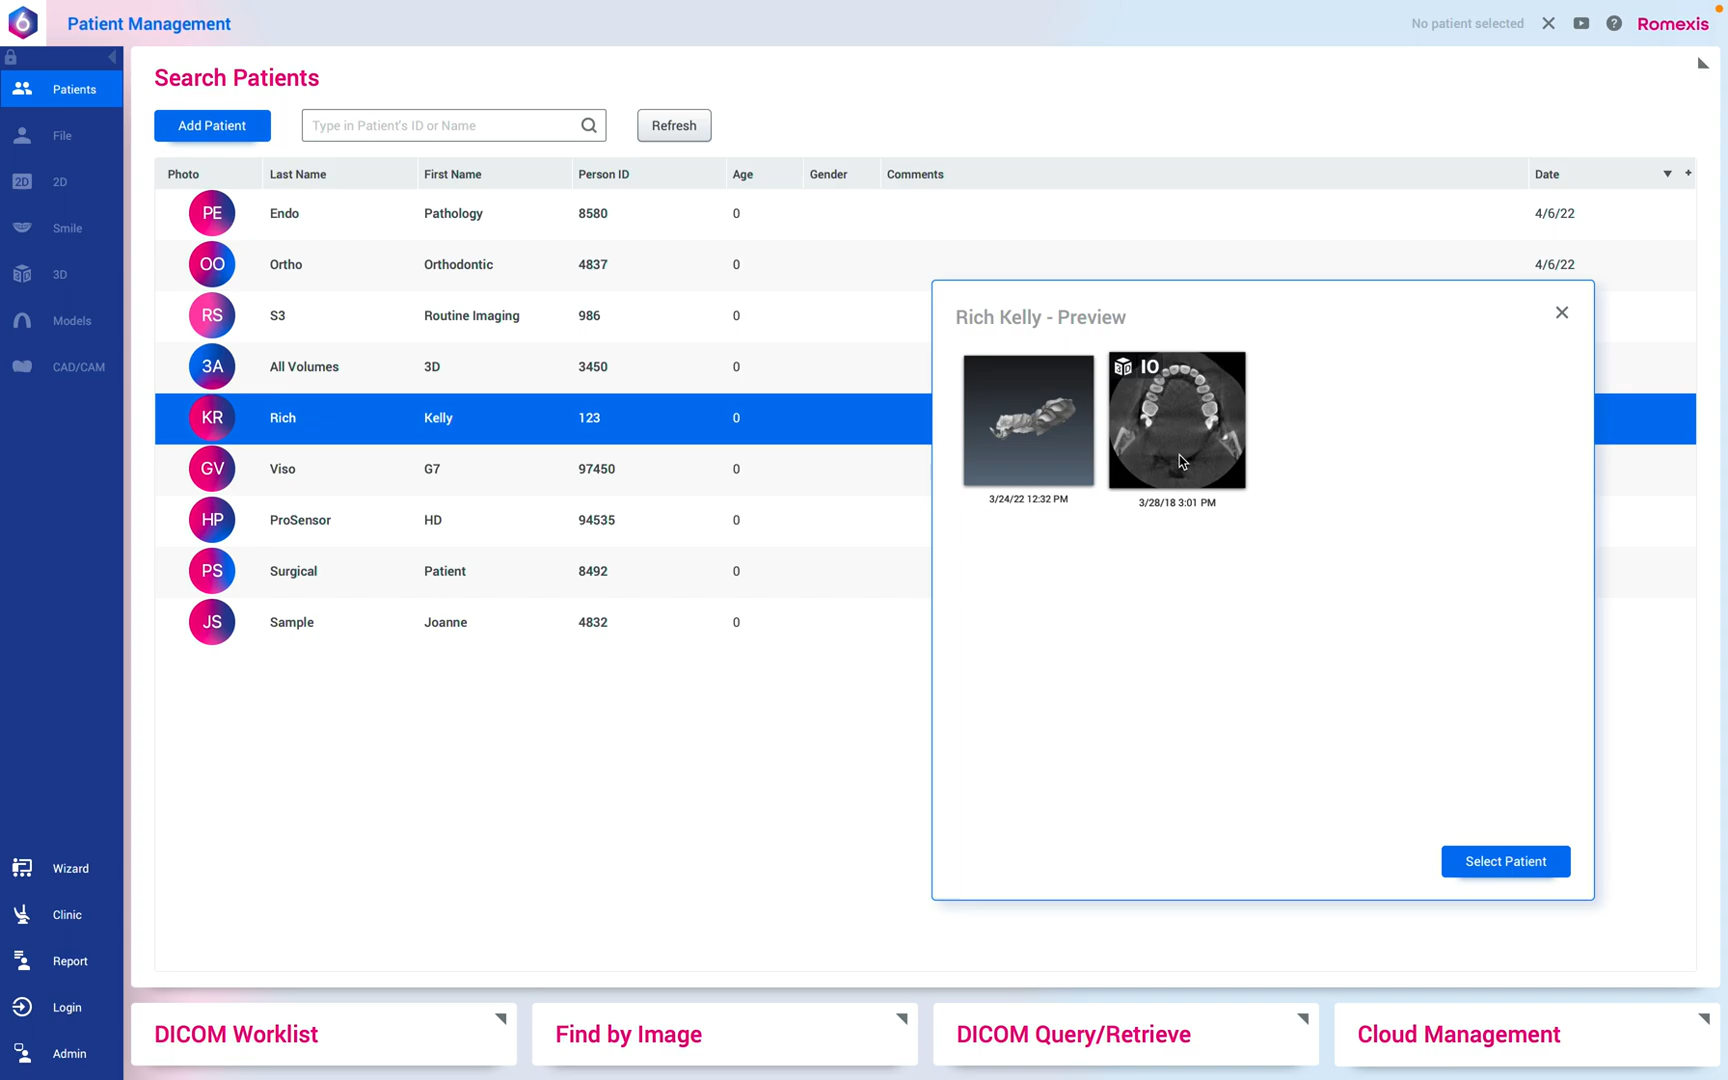 6
Patient Management
No patient selected
Romexis
Patients
File
2D
2D
Smile
3D
3D
Models
CAD/CAM
Wizard
Clinic
Report
Login
Admin
Search Patients
Add Patient
Type in Patient's ID or Name
Refresh
Photo Last Name First Name Person ID Age Gender Comments Date
PE Endo Pathology 8580 0 4/6/22
OO Ortho Orthodontic 4837 0 4/6/22
RS S3 Routine Imaging 986 0
3A All Volumes 3D 3450 0
KR Rich Kelly 123 0
GV Viso G7 97450 0
HP ProSensor HD 94535 0
PS Surgical Patient 8492 0
JS Sample Joanne 4832 0
Rich Kelly - Preview
3D IO
3/24/22 12:32 PM
3/28/18 3:01 PM
Select Patient
DICOM Worklist
Find by Image
DICOM Query/Retrieve
Cloud Management